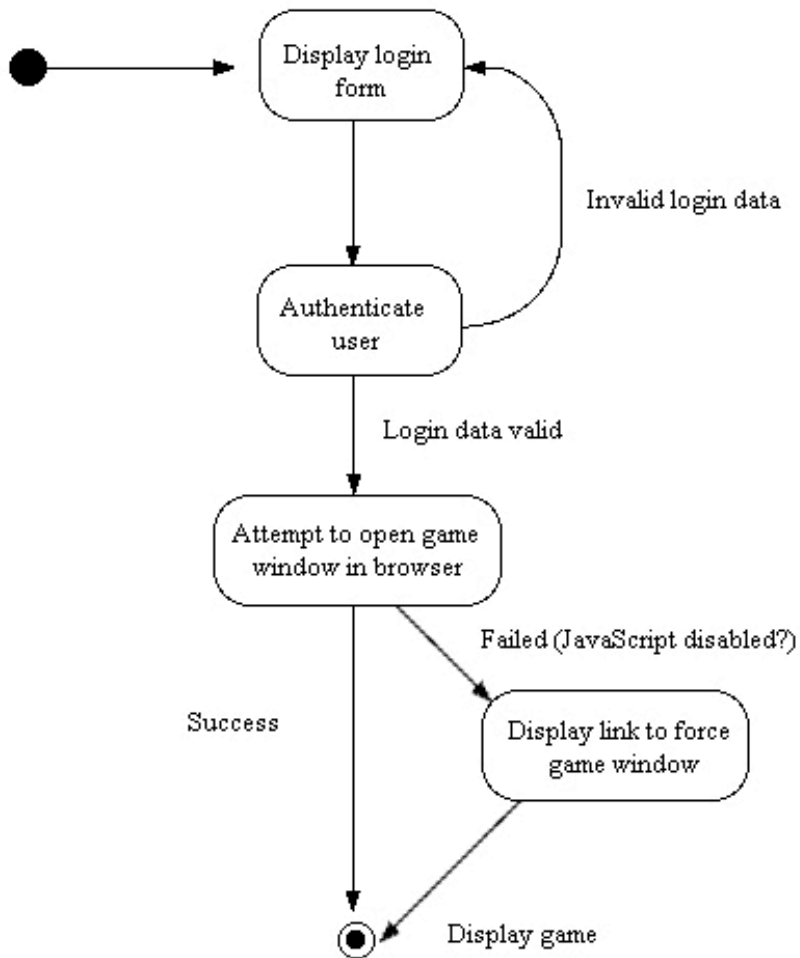 Display login
form
Invalid login data
Authenticate
user
Login data valid
Attempt to open game
window in browser
Failed (JavaScript disabled?)
Success
Display link to force
game window
Display game